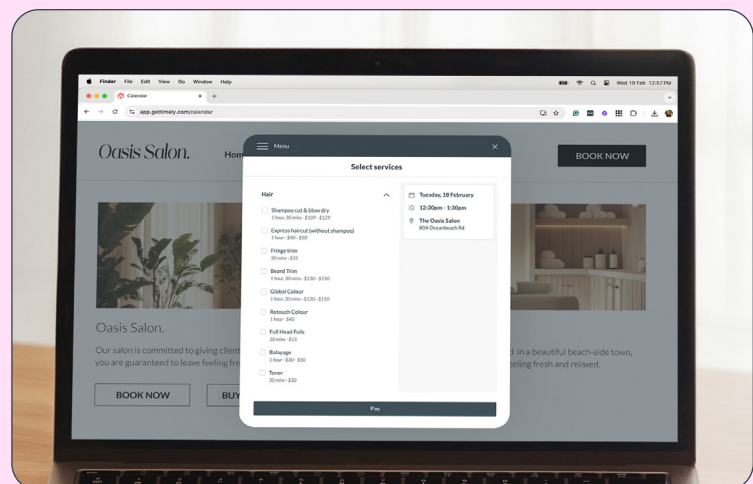 Finder File Edit View Go Window Help
Wed 19 Feb 12:57 PM
Calendar
app.gettimely.com/calendar
Oasis Salon.
Hom
BOOK NOW
Menu
Select services
Hair
Shampoo cut & blow dry
1 hour, 30 mins - $109 - $129
Express haircut (without shampoo)
1 hour - $40 - $50
Fringe trim
30 mins - $35
Beard Trim
1 hour, 30 mins - $130 - $150
Global Colour
1 hour, 30 mins - $130 - $150
Retouch Colour
1 hour - $40
Full Head Foils
30 mins - $15
Balayage
1 hour - $30 - $50
Toner
30 mins - $30
Tuesday, 18 February
12:30pm - 1:30pm
The Oasis Salon
80A Oceanbeach Rd
Pay
Oasis Salon.
Our salon is committed to giving client
you are guaranteed to leave feeling fre
d in a beautiful beach-side town,
eeling fresh and relaxed.
BOOK NOW
BUY